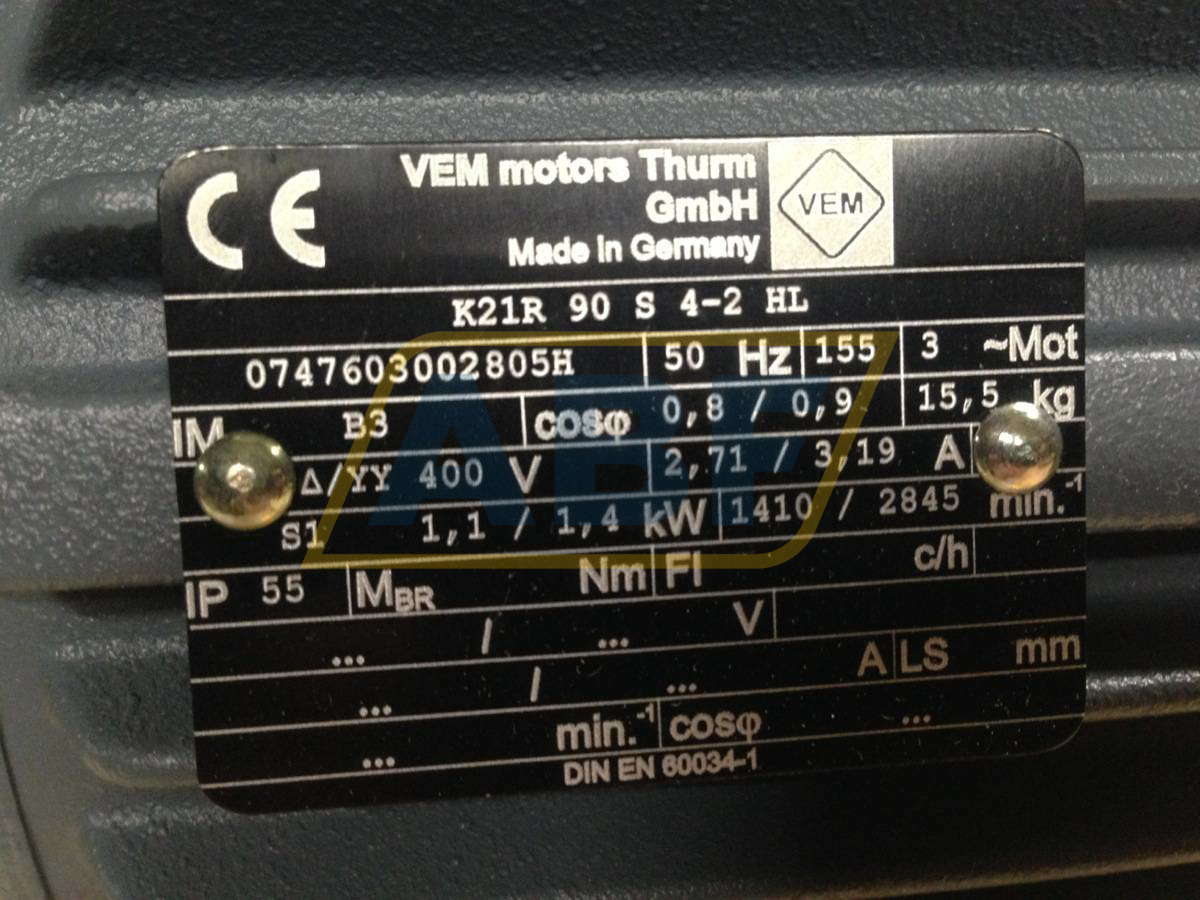 CE
VEM motors Thurm
GmbH
Made in Germany
VEM
K21R 90 S 4-2 HL
0747603002805H 50 Hz 155 3 ~Mot
IM B3 cosφ 0,8 / 0,9 15,5 kg
Δ/YY 400 V 2,71 / 3,19 A
S1 1,1 / 1,4 kW 1410 / 2845 min.-1
IP 55 MBR Nm FI c/h
... / ... V
... / ... A LS mm
... min.-1 cosφ ...
DIN EN 60034-1
ABF